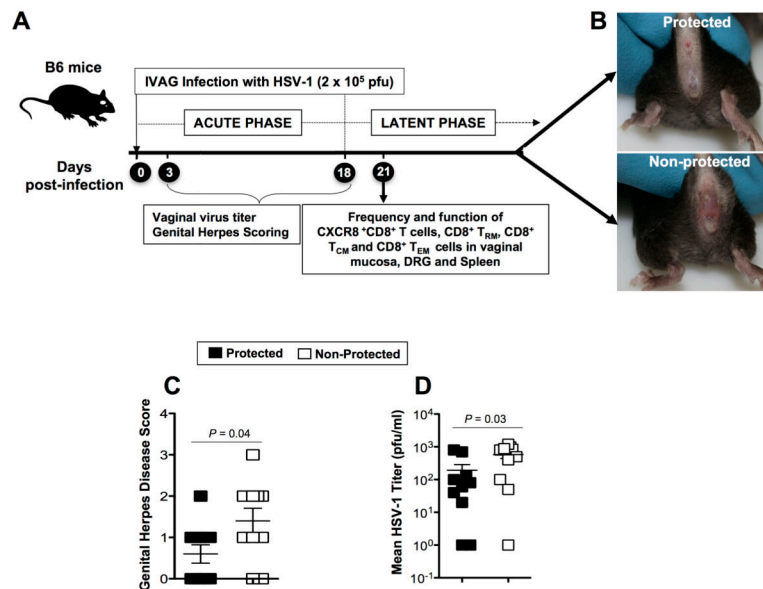 A
B
B6 mice
IVAG Infection with HSV-1 (2 x 10⁵ pfu)
Protected
ACUTE PHASE
LATENT PHASE
Days
post-infection
0
3
18
21
Non-protected
Vaginal virus titer
Genital Herpes Scoring
Frequency and function of
CXCR8⁺CD8⁺ T cells, CD8⁺ T_RM, CD8⁺
T_CM and CD8⁺ T_EM cells in vaginal
mucosa, DRG and Spleen
Protected
Non-Protected
C
P = 0.04
Genital Herpes Disease Score
4
3
2
1
0
D
P = 0.03
Mean HSV-1 Titer (pfu/ml)
10⁴
10³
10²
10¹
10⁰
10⁻¹